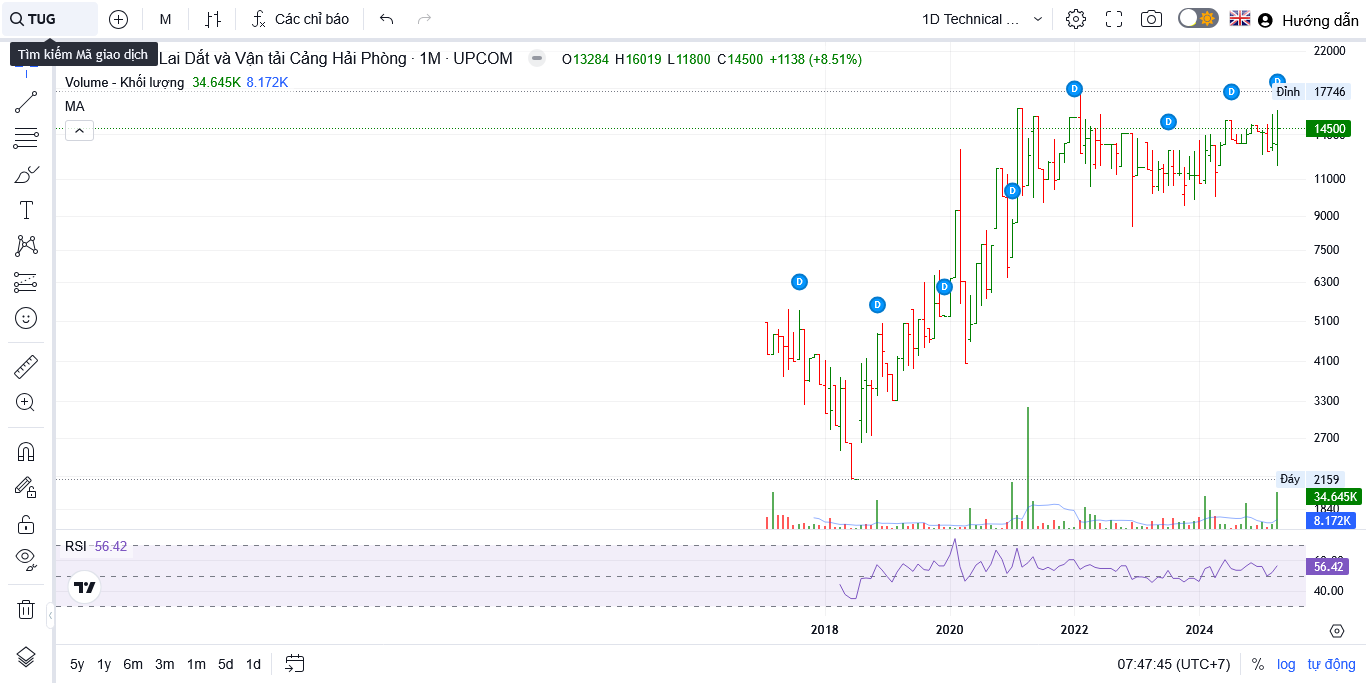 TUG
M
Các chỉ báo
1D Technical ...
Hướng dẫn
Tìm kiếm Mã giao dịch
Lai Dắt và Vận tải Cảng Hải Phòng · 1M · UPCOM
O13284 H16019 L11800 C14500 +1138 (+8.51%)
Volume - Khối lượng 34.645K 8.172K
MA
22000
Đỉnh 17746
14500
11000
9000
7500
6300
5100
4100
3300
2700
Đáy 2159
34.645K
1840
8.172K
D
D
D
D
D
D
D
D
RSI 56.42
56.42
40.00
2018 2020 2022 2024
5y 1y 6m 3m 1m 5d 1d
07:47:45 (UTC+7) % log tự động